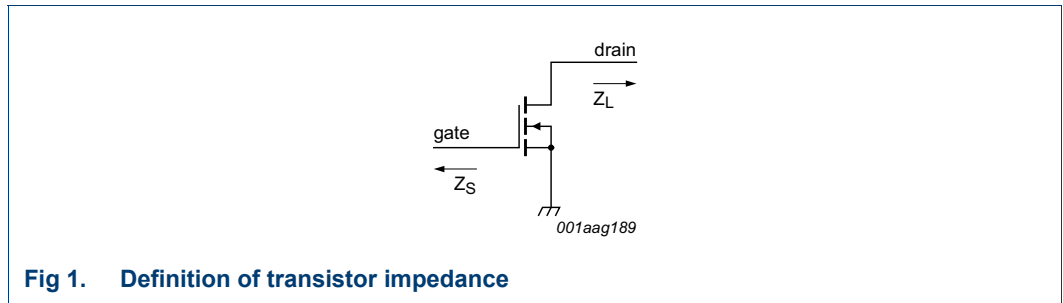 drain
Z_L
gate
Z_S
001aag189
Fig 1. Definition of transistor impedance